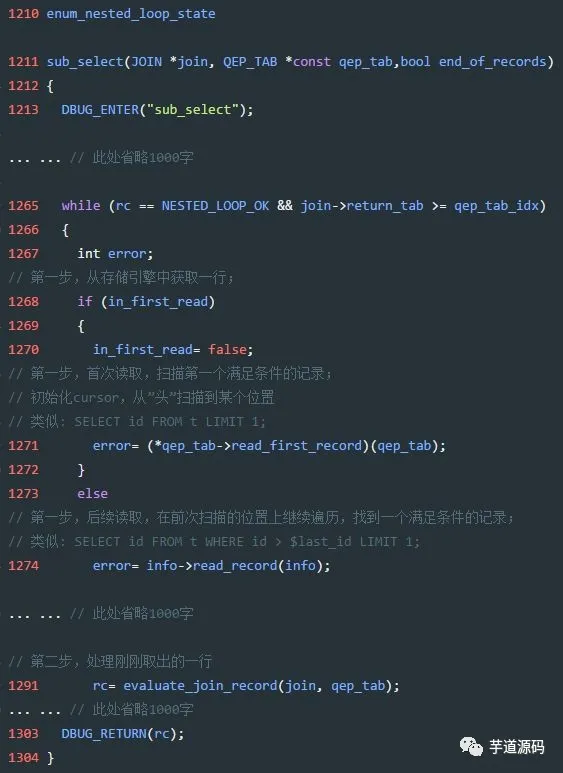 1210 enum_nested_loop_state
1211 sub_select(JOIN *join, QEP_TAB *const qep_tab,bool end_of_records)
1212 {
1213   DBUG_ENTER("sub_select");
... ... // 此处省略1000字
1265   while (rc == NESTED_LOOP_OK && join->return_tab >= qep_tab_idx)
1266   {
1267     int error;
// 第一步，从存储引擎中获取一行；
1268     if (in_first_read)
1269     {
1270       in_first_read= false;
// 第一步，首次读取，扫描第一个满足条件的记录；
// 初始化cursor，从”头”扫描到某个位置
// 类似: SELECT id FROM t LIMIT 1;
1271       error= (*qep_tab->read_first_record)(qep_tab);
1272     }
1273     else
// 第一步，后续读取，在前次扫描的位置上继续遍历，找到一个满足条件的记录；
// 类似: SELECT id FROM t WHERE id > $last_id LIMIT 1;
1274       error= info->read_record(info);
... ... // 此处省略1000字
// 第二步，处理刚刚取出的一行
1291       rc= evaluate_join_record(join, qep_tab);
... ... // 此处省略1000字
1303   DBUG_RETURN(rc);
1304 }
芋道源码